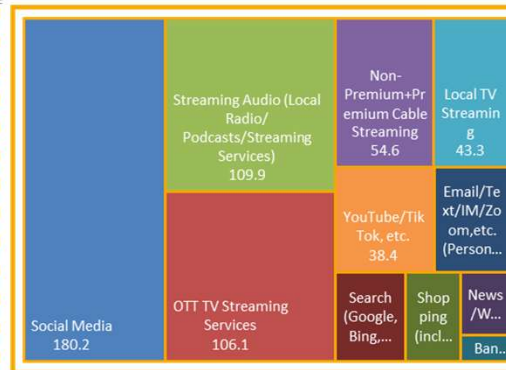 Social Media
180.2
Streaming Audio (Local
Radio/
Podcasts/Streaming
Services)
109.9
OTT TV Streaming
Services
106.1
Non-
Premium+Pr
emium Cable
Streaming
54.6
Local TV
Streamin
g
43.3
YouTube/Tik
Tok, etc.
38.4
Email/Te
xt/IM/Zo
om,etc.
(Person...
Search
(Google,
Bing,...
Shop
ping
(incl...
News
/W...
Ban...